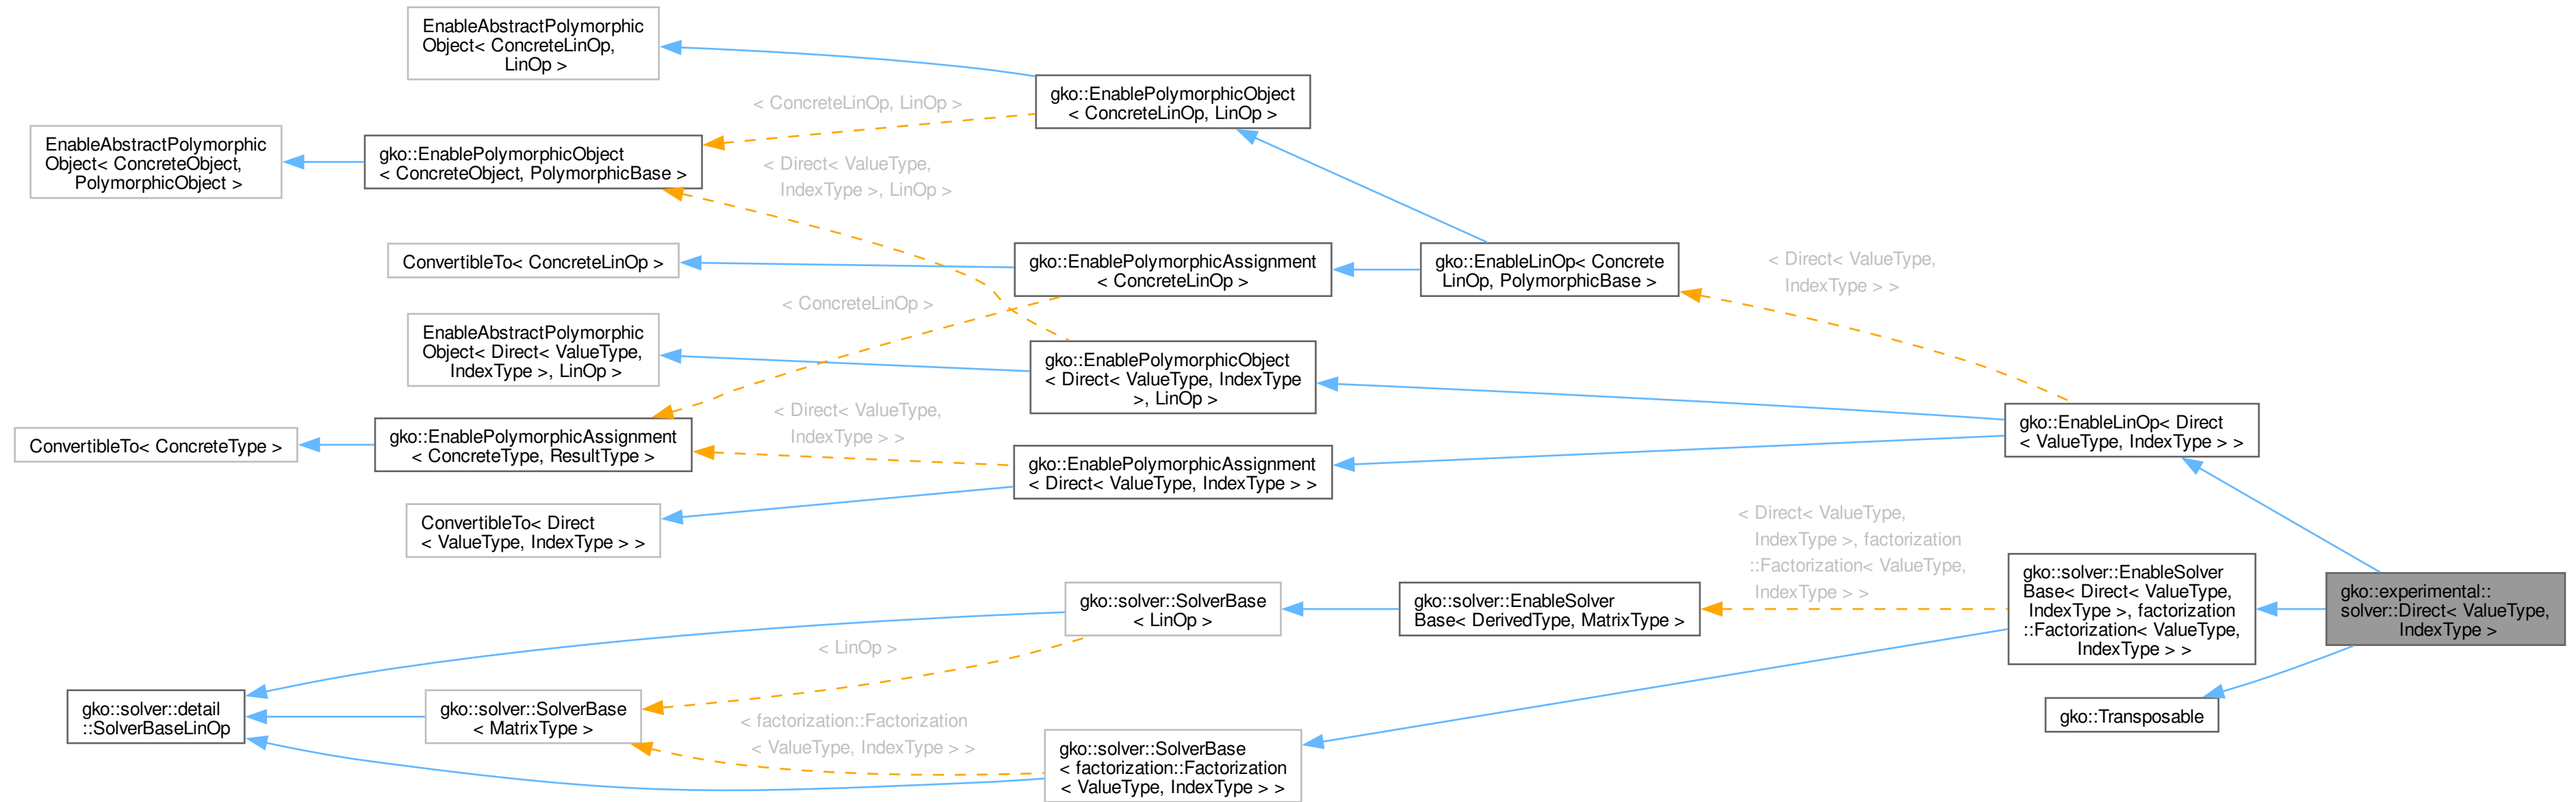 EnableAbstractPolymorphic
Object< ConcreteLinOp,
LinOp >
gko::EnablePolymorphicObject
< ConcreteLinOp, LinOp >
< ConcreteLinOp, LinOp >
EnableAbstractPolymorphic
Object< ConcreteObject,
PolymorphicObject >
gko::EnablePolymorphicObject
< ConcreteObject, PolymorphicBase >
< Direct< ValueType,
IndexType >, LinOp >
ConvertibleTo< ConcreteLinOp >
gko::EnablePolymorphicAssignment
< ConcreteLinOp >
gko::EnableLinOp< Concrete
LinOp, PolymorphicBase >
< Direct< ValueType,
IndexType > >
< ConcreteLinOp >
EnableAbstractPolymorphic
Object< Direct< ValueType,
IndexType >, LinOp >
gko::EnablePolymorphicObject
< Direct< ValueType, IndexType
>, LinOp >
ConvertibleTo< ConcreteType >
gko::EnablePolymorphicAssignment
< ConcreteType, ResultType >
< Direct< ValueType,
IndexType > >
gko::EnablePolymorphicAssignment
< Direct< ValueType, IndexType > >
gko::EnableLinOp< Direct
< ValueType, IndexType > >
ConvertibleTo< Direct
< ValueType, IndexType > >
< Direct< ValueType,
IndexType >, factorization
::Factorization< ValueType,
IndexType > >
gko::solver::SolverBase
< LinOp >
gko::solver::EnableSolver
Base< DerivedType, MatrixType >
gko::solver::EnableSolver
Base< Direct< ValueType,
IndexType >, factorization
::Factorization< ValueType,
IndexType > >
gko::experimental::
solver::Direct< ValueType,
IndexType >
< LinOp >
gko::solver::detail
::SolverBaseLinOp
gko::solver::SolverBase
< MatrixType >
< factorization::Factorization
< ValueType, IndexType > >
gko::solver::SolverBase
< factorization::Factorization
< ValueType, IndexType > >
gko::Transposable